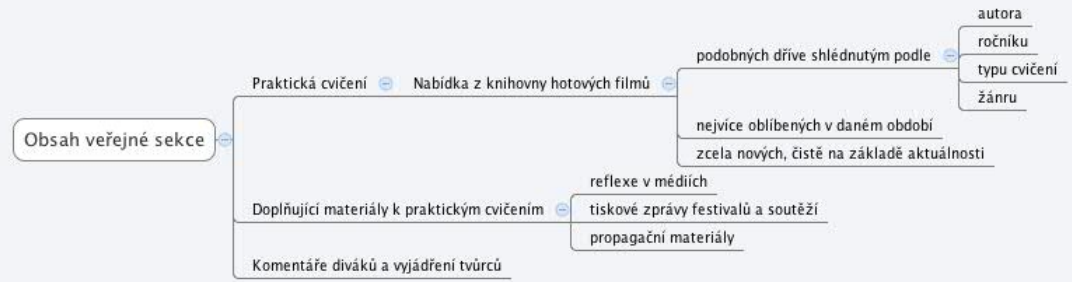 Obsah veřejné sekce
Praktická cvičení
Nabídka z knihovny hotových filmů
podobných dříve shlédnutým podle
autora
ročníku
typu cvičení
žánru
nejvíce oblíbených v daném období
zcela nových, čistě na základě aktuálnosti
Doplňující materiály k praktickým cvičením
reflexe v médiích
tiskové zprávy festivalů a soutěží
propagační materiály
Komentáře diváků a vyjádření tvůrců